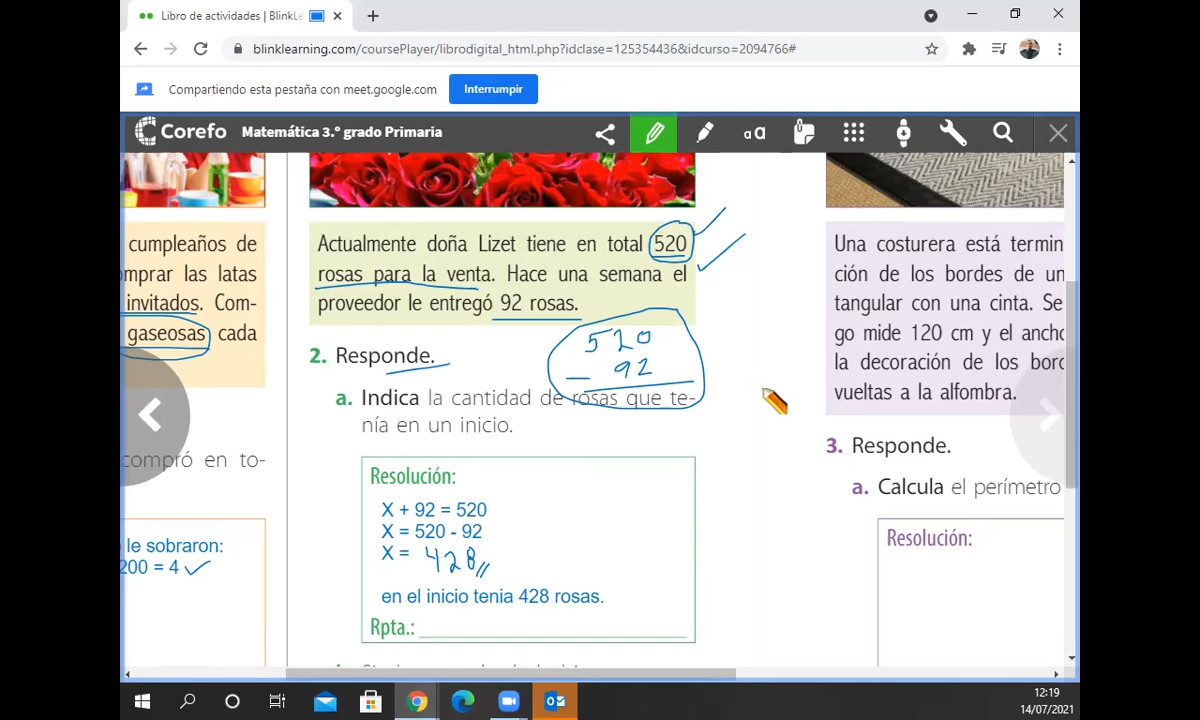 Libro de actividades | BlinkLe
blinklearning.com/coursePlayer/librodigital_html.php?idclase=125354436&idcurso=2094766#
Compartiendo esta pestaña con meet.google.com
Interrumpir
Corefo
Matemática 3.º grado Primaria
aa
cumpleaños de
mprar las latas
invitados. Com-
gaseosas cada
compró en to-
o le sobraron:
200 = 4
Actualmente doña Lizet tiene en total 520
rosas para la venta. Hace una semana el
proveedor le entregó 92 rosas.
520
- 92
2. Responde.
a. Indica la cantidad de rosas que te-
nía en un inicio.
Resolución:
X + 92 = 520
X = 520 - 92
X = 428
en el inicio tenia 428 rosas.
Rpta.:
Una costurera está termin
ción de los bordes de un
tangular con una cinta. Se
go mide 120 cm y el ancho
la decoración de los bord
vueltas a la alfombra.
3. Responde.
a. Calcula el perímetro
Resolución:
12:19
14/07/2021